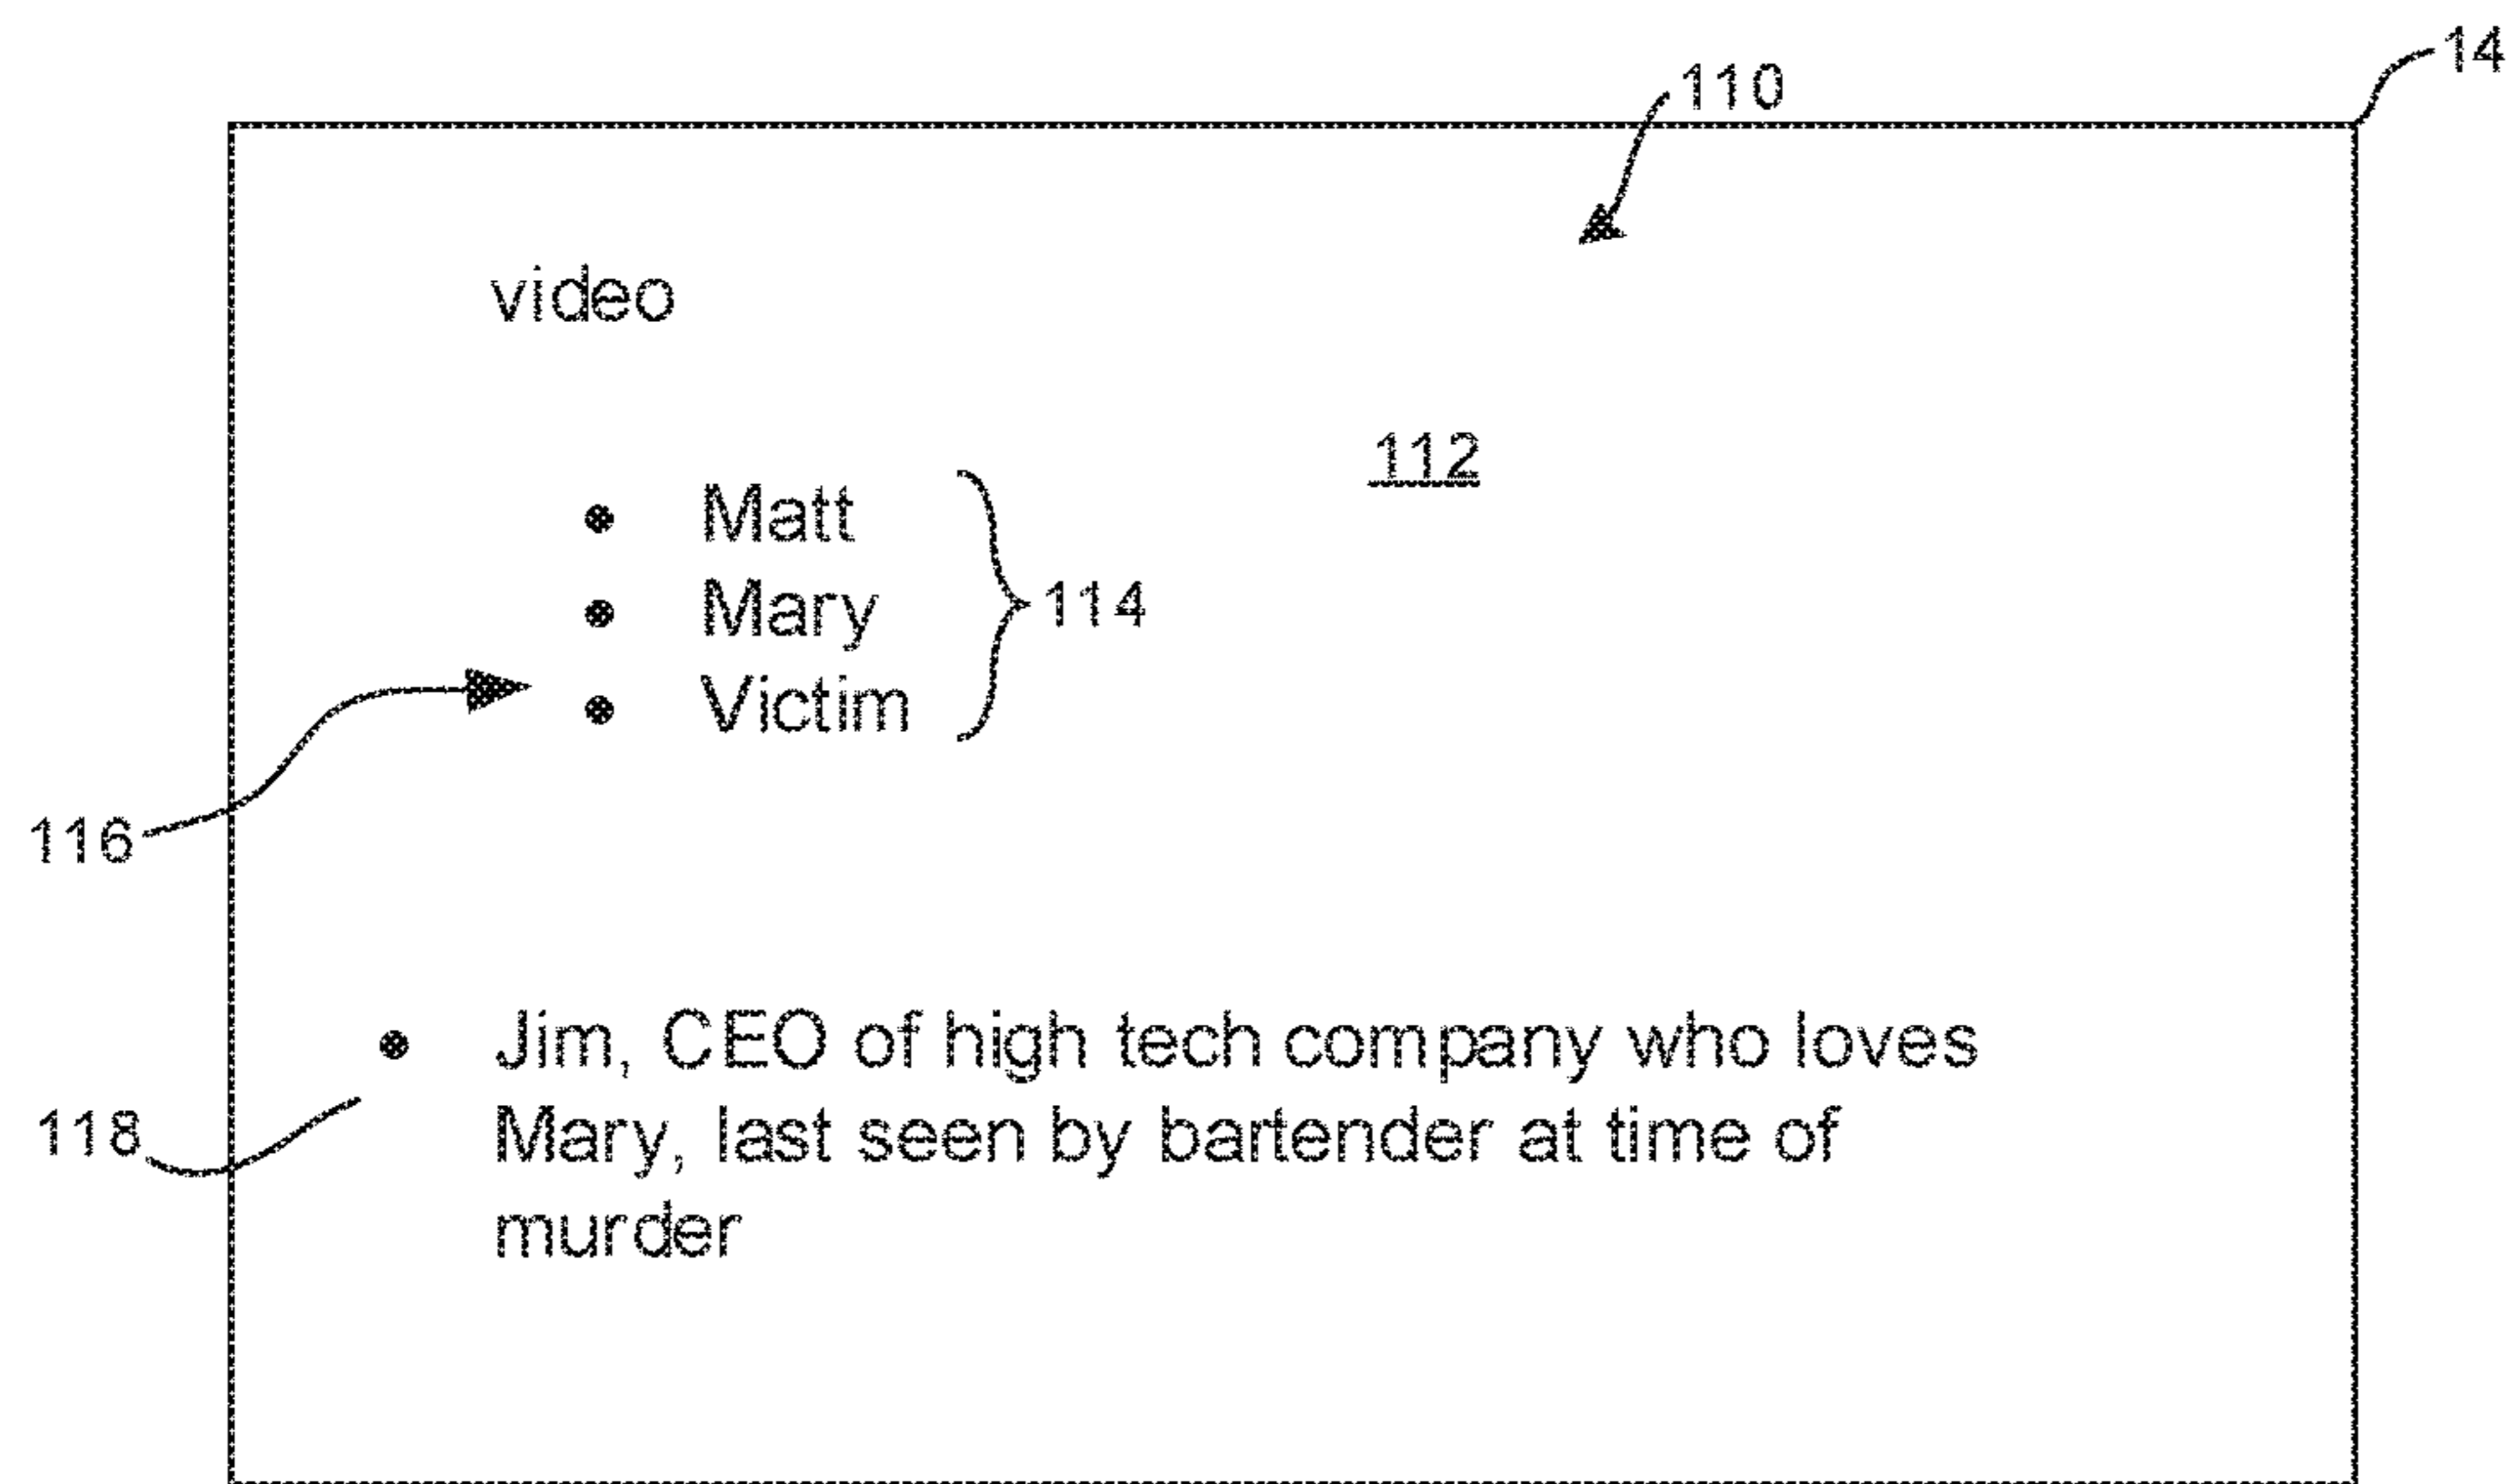 14
110
video
112
• Matt
• Mary
114
• Victim
116
• Jim, CEO of high tech company who loves
118
Mary, last seen by bartender at time of
murder